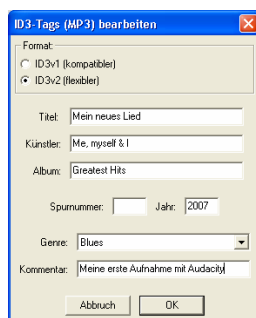 ID3-Tags (MP3) bearbeiten
Format:
ID3v1 (kompatibler)
ID3v2 (flexibler)
Titel: Mein neues Lied
Künstler: Me, myself & I
Album: Greatest Hits
Spurnummer: Jahr: 2007
Genre: Blues
Kommentar: Meine erste Aufnahme mit Audacity
Abbruch OK